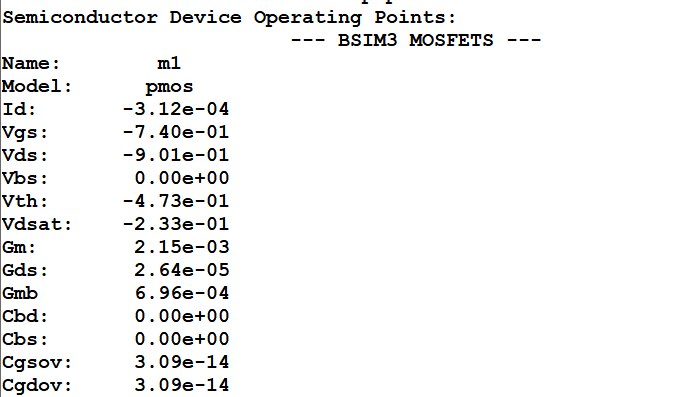 Semiconductor Device Operating Points:
--- BSIM3 MOSFETS ---
Name: m1
Model: pmos
Id: -3.12e-04
Vgs: -7.40e-01
Vds: -9.01e-01
Vbs: 0.00e+00
Vth: -4.73e-01
Vdsat: -2.33e-01
Gm: 2.15e-03
Gds: 2.64e-05
Gmb 6.96e-04
Cbd: 0.00e+00
Cbs: 0.00e+00
Cgsov: 3.09e-14
Cgdov: 3.09e-14